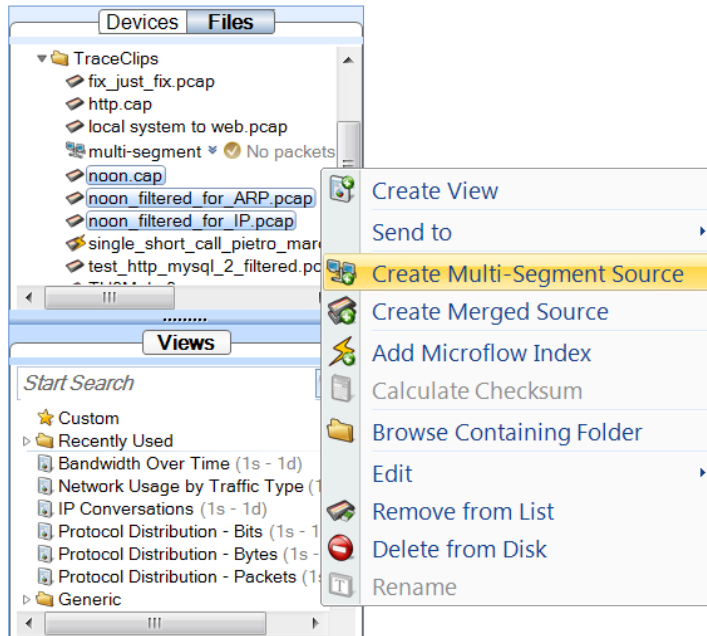 Devices Files
TraceClips
fix_just_fix.pcap
http.cap
local system to web.pcap
multi-segment No packets
noon.cap
noon_filtered_for_ARP.pcap
noon_filtered_for_IP.pcap
single_short_call_pietro_mar
test_http_mysql_2_filtered.pc
Views
Start Search
Custom
Recently Used
Bandwidth Over Time (1s - 1d)
Network Usage by Traffic Type (1
IP Conversations (1s - 1d)
Protocol Distribution - Bits (1s - 1
Protocol Distribution - Bytes (1s -
Protocol Distribution - Packets (1s
Generic
Create View
Send to
Create Multi-Segment Source
Create Merged Source
Add Microflow Index
Calculate Checksum
Browse Containing Folder
Edit
Remove from List
Delete from Disk
Rename